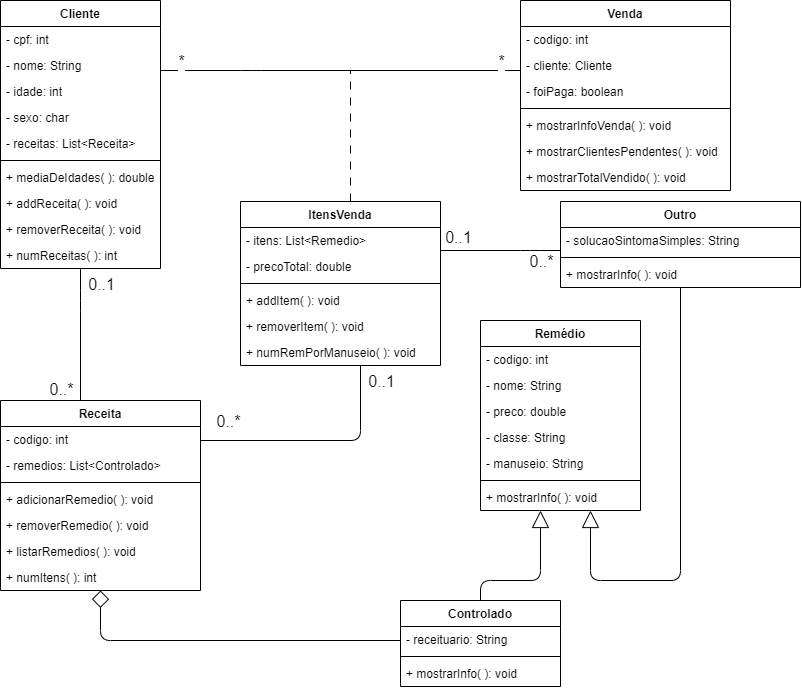 Cliente
- cpf: int
- nome: String
- idade: int
- sexo: char
- receitas: List<Receita>
+ mediaDeIdades( ): double
+ addReceita( ): void
+ removerReceita( ): void
+ numReceitas( ): int
*
*
Venda
- codigo: int
- cliente: Cliente
- foiPaga: boolean
+ mostrarInfoVenda( ): void
+ mostrarClientesPendentes( ): void
+ mostrarTotalVendido( ): void
ItensVenda
- itens: List<Remedio>
- precoTotal: double
+ addItem( ): void
+ removerItem( ): void
+ numRemPorManuseio( ): void
0..1
0..*
Outro
- solucaoSintomaSimples: String
+ mostrarInfo( ): void
0..1
0..*
0..1
0..*
Remédio
- codigo: int
- nome: String
- preco: double
- classe: String
- manuseio: String
+ mostrarInfo( ): void
Receita
- codigo: int
- remedios: List<Controlado>
+ adicionarRemedio( ): void
+ removerRemedio( ): void
+ listarRemedios( ): void
+ numItens( ): int
Controlado
- receituario: String
+ mostrarInfo( ): void